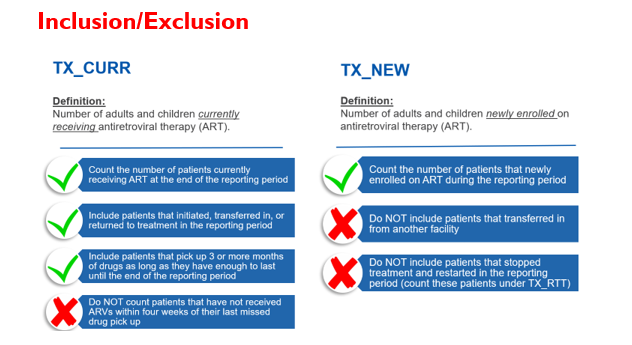 Inclusion/Exclusion
TX_CURR
Definition:
Number of adults and children currently
receiving antiretroviral therapy (ART).
Count the number of patients currently
receiving ART at the end of the reporting period
Include patients that initiated, transferred in, or
returned to treatment in the reporting period
Include patients that pick up 3 or more months
of drugs as long as they have enough to last
until the end of the reporting period
Do NOT count patients that have not received
ARVs within four weeks of their last missed
drug pick up
TX_NEW
Definition:
Number of adults and children newly enrolled on
antiretroviral therapy (ART).
Count the number of patients that newly
enrolled on ART during the reporting period
Do NOT include patients that transferred in
from another facility
Do NOT include patients that stopped
treatment and restarted in the reporting
period (count these patients under TX_RTT)